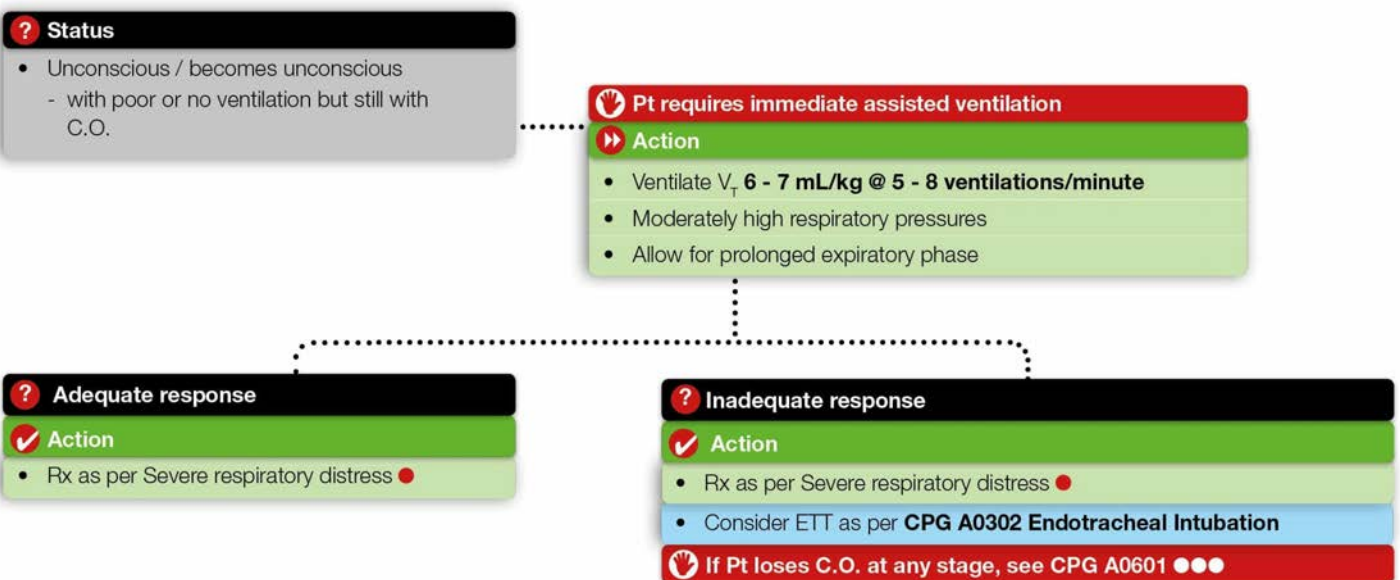 ? Status
• Unconscious / becomes unconscious
- with poor or no ventilation but still with
C.O.
Pt requires immediate assisted ventilation
Action
• Ventilate V_T 6 - 7 mL/kg @ 5 - 8 ventilations/minute
• Moderately high respiratory pressures
• Allow for prolonged expiratory phase
? Adequate response
Action
• Rx as per Severe respiratory distress ●
? Inadequate response
Action
• Rx as per Severe respiratory distress ●
• Consider ETT as per CPG A0302 Endotracheal Intubation
If Pt loses C.O. at any stage, see CPG A0601 ●●●